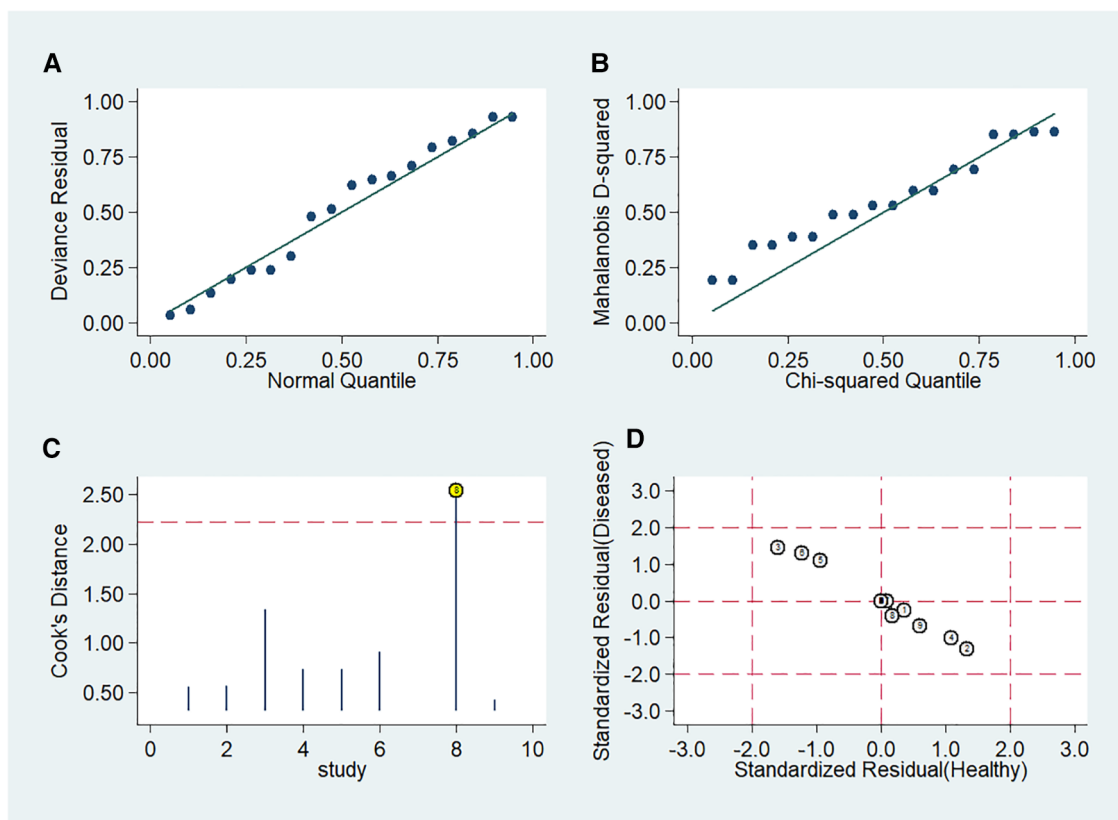 A
Deviance Residual
1.00
0.75
0.50
0.25
0.00
0.00 0.25 0.50 0.75 1.00
Normal Quantile
B
Mahalanobis D-squared
1.00
0.75
0.50
0.25
0.00
0.00 0.25 0.50 0.75 1.00
Chi-squared Quantile
C
Cook's Distance
2.50
2.00
1.50
1.00
0.50
8
0 2 4 6 8 10
study
D
Standardized Residual(Diseased)
3.0
2.0
1.0
0.0
-1.0
-2.0
-3.0
3
6
5
1
8
9
4
2
-3.0 -2.0 -1.0 0.0 1.0 2.0 3.0
Standardized Residual(Healthy)